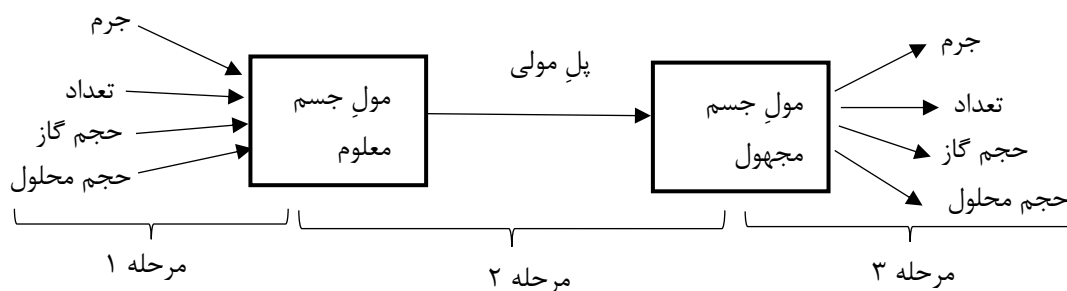 جرم
تعداد
حجم گاز
حجم محلول
مولِ جسم
معلوم
پلِ مولی
مولِ جسم
مجهول
جرم
تعداد
حجم گاز
حجم محلول
مرحله ۱
مرحله ۲
مرحله ۳